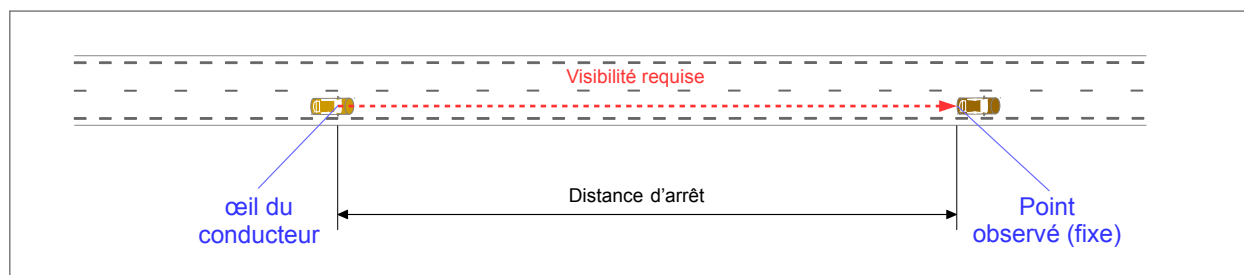 Visibilité requise
Distance d’arrêt
œil du
conducteur
Point
observé (fixe)